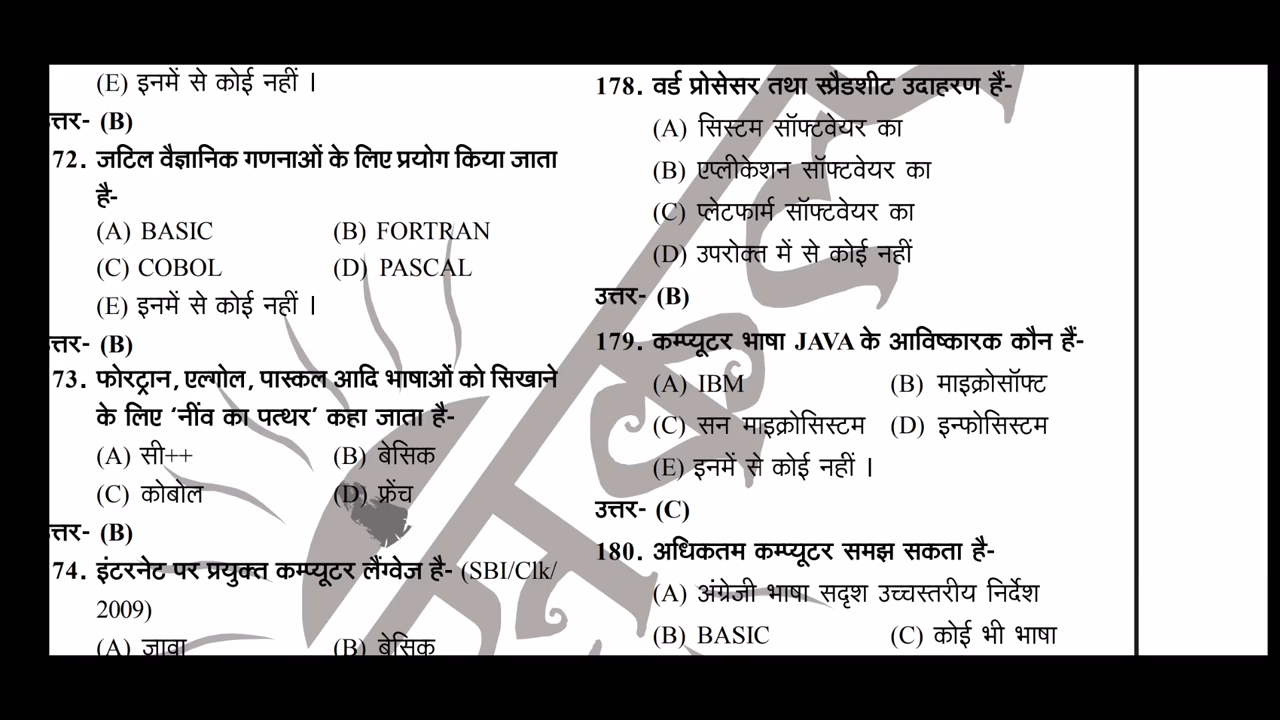 (E) इनमें से कोई नहीं ।
त्तर- (B)
72. जटिल वैज्ञानिक गणनाओं के लिए प्रयोग किया जाता
है-
(A) BASIC (B) FORTRAN
(C) COBOL (D) PASCAL
(E) इनमें से कोई नहीं ।
त्तर- (B)
73. फोरट्रान, एल्गोल, पास्कल आदि भाषाओं को सिखाने
के लिए ‘नींव का पत्थर’ कहा जाता है-
(A) सी++ (B) बेसिक
(C) कोबोल (D) फ्रेंच
त्तर- (B)
74. इंटरनेट पर प्रयुक्त कम्प्यूटर लैंग्वेज है- (SBI/Clk/
2009)
(A) जावा (B) बेसिक
178. वर्ड प्रोसेसर तथा स्प्रैडशीट उदाहरण हैं-
(A) सिस्टम सॉफ्टवेयर का
(B) एप्लीकेशन सॉफ्टवेयर का
(C) प्लेटफार्म सॉफ्टवेयर का
(D) उपरोक्त में से कोई नहीं
उत्तर- (B)
179. कम्प्यूटर भाषा JAVA के आविष्कारक कौन हैं-
(A) IBM (B) माइक्रोसॉफ्ट
(C) सन माइक्रोसिस्टम (D) इन्फोसिस्टम
(E) इनमें से कोई नहीं ।
उत्तर- (C)
180. अधिकतम कम्प्यूटर समझ सकता है-
(A) अंग्रेजी भाषा सदृश उच्चस्तरीय निर्देश
(B) BASIC (C) कोई भी भाषा